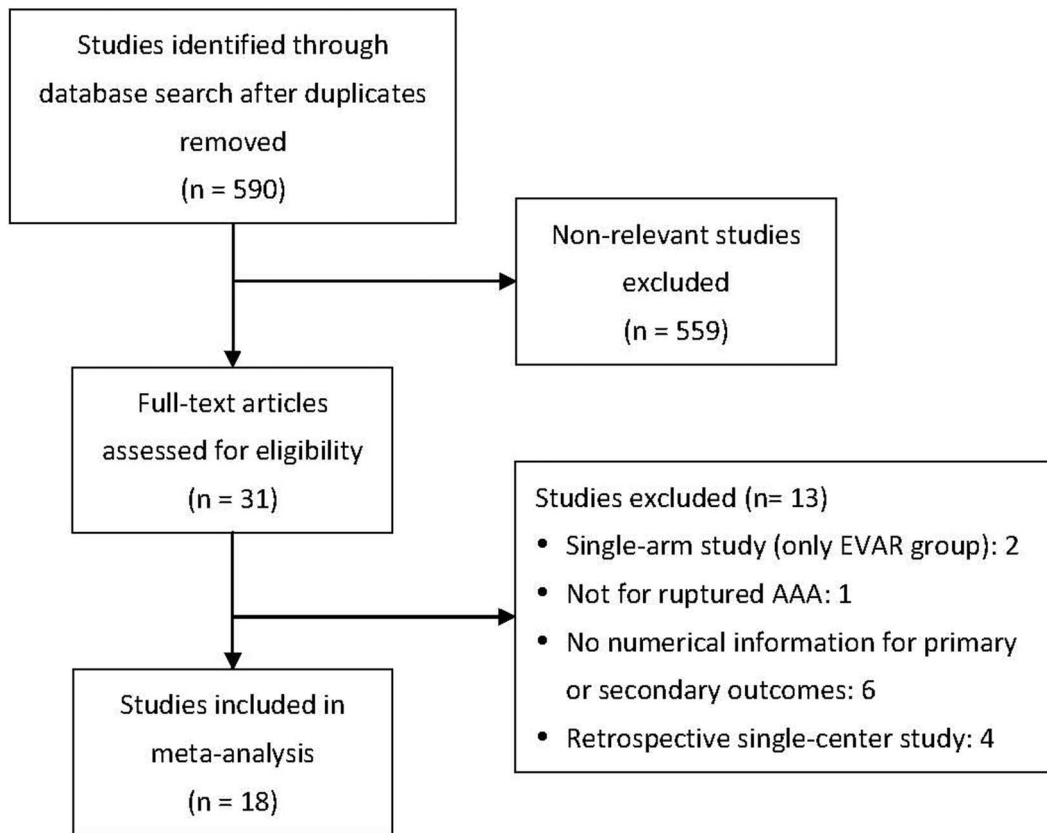 Studies identified through
database search after duplicates
removed
(n = 590)
Non-relevant studies
excluded
(n = 559)
Full-text articles
assessed for eligibility
(n = 31)
Studies excluded (n= 13)
• Single-arm study (only EVAR group): 2
• Not for ruptured AAA: 1
• No numerical information for primary
or secondary outcomes: 6
• Retrospective single-center study: 4
Studies included in
meta-analysis
(n = 18)